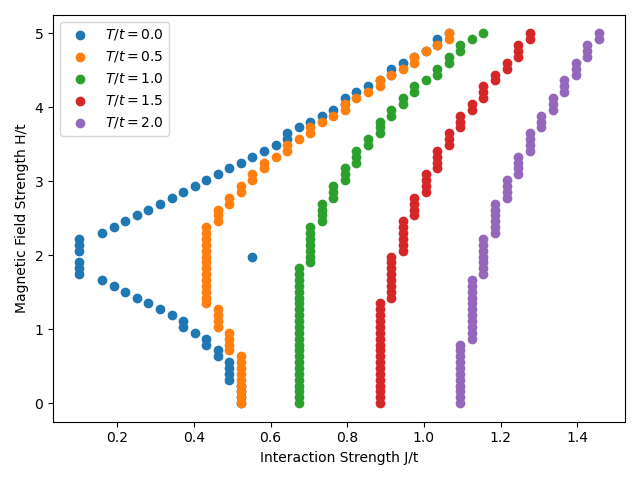 T/t = 0.0
T/t = 0.5
T/t = 1.0
T/t = 1.5
T/t = 2.0
Magnetic Field Strength H/t
5
4
3
2
1
0
0.2 0.4 0.6 0.8 1.0 1.2 1.4
Interaction Strength J/t